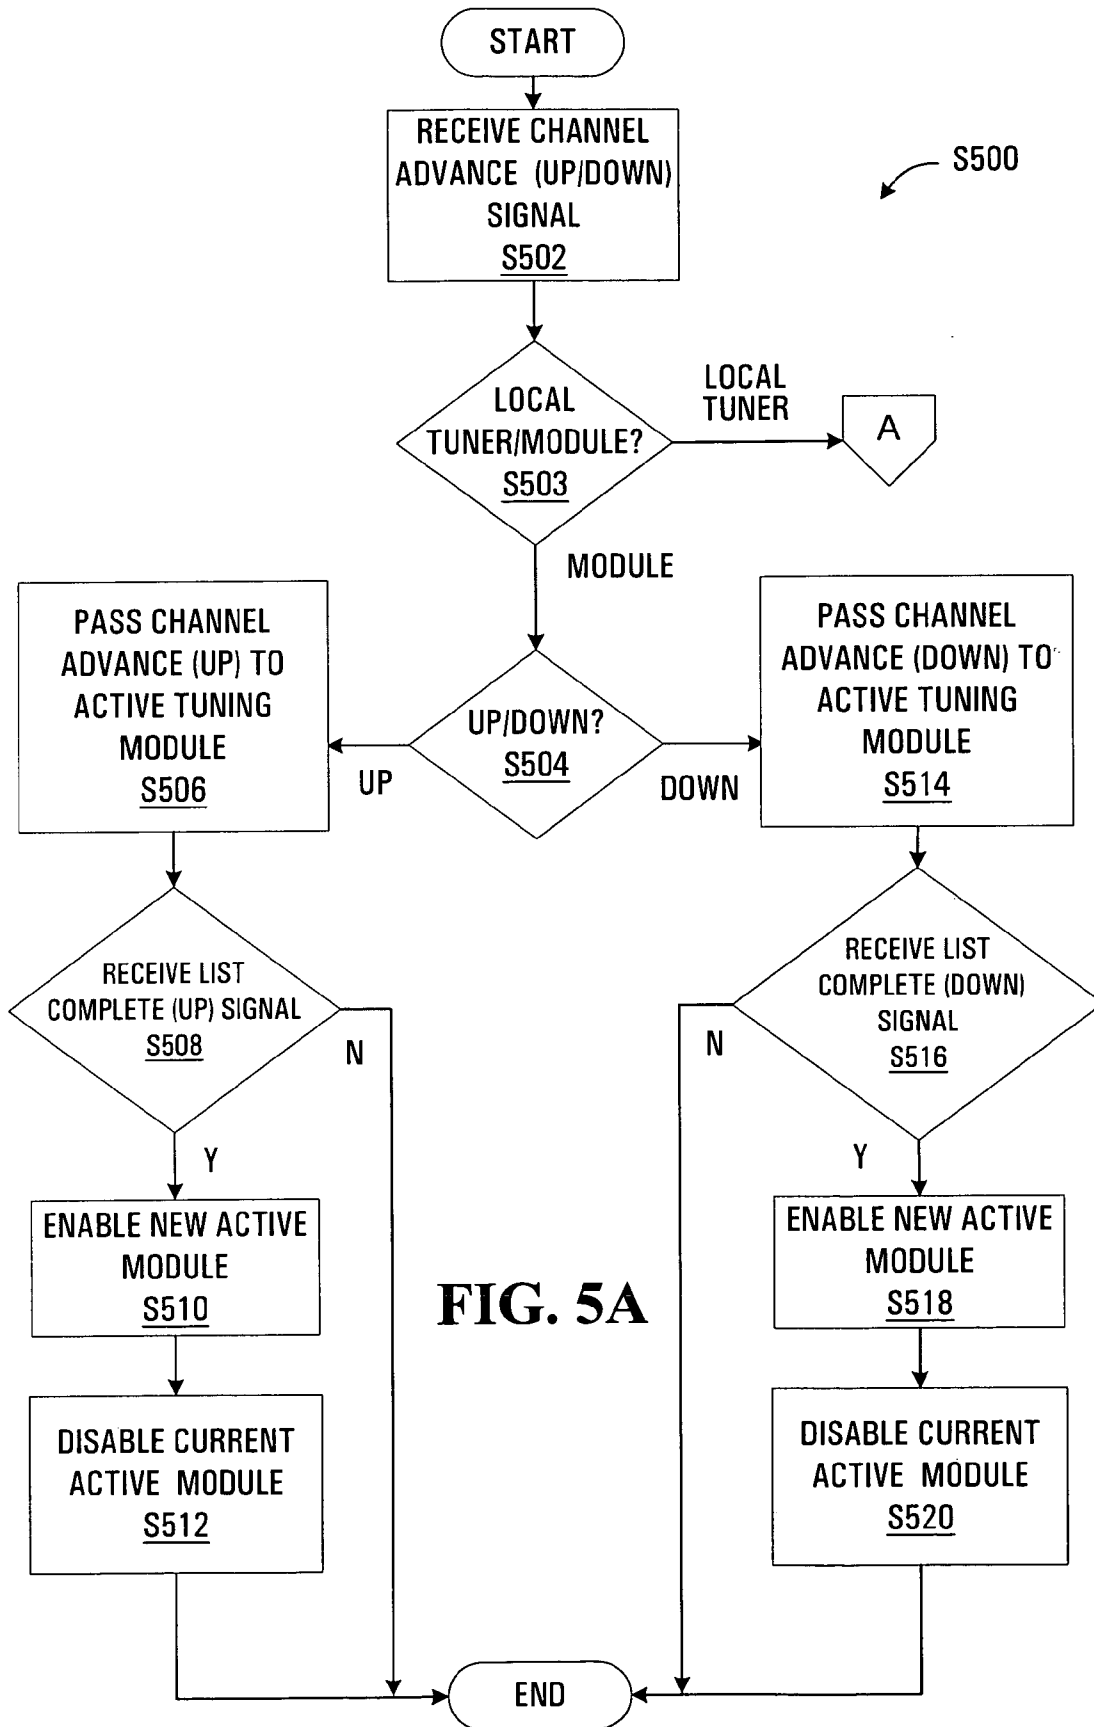 START
RECEIVE CHANNEL
ADVANCE (UP/DOWN)
SIGNAL
S502
S500
LOCAL
TUNER/MODULE?
S503
LOCAL
TUNER
A
MODULE
PASS CHANNEL
ADVANCE (UP) TO
ACTIVE TUNING
MODULE
S506
UP/DOWN?
S504
UP
DOWN
PASS CHANNEL
ADVANCE (DOWN) TO
ACTIVE TUNING
MODULE
S514
RECEIVE LIST
COMPLETE (UP) SIGNAL
S508
N
Y
RECEIVE LIST
COMPLETE (DOWN)
SIGNAL
S516
N
Y
ENABLE NEW ACTIVE
MODULE
S510
ENABLE NEW ACTIVE
MODULE
S518
FIG. 5A
DISABLE CURRENT
ACTIVE MODULE
S512
DISABLE CURRENT
ACTIVE MODULE
S520
END